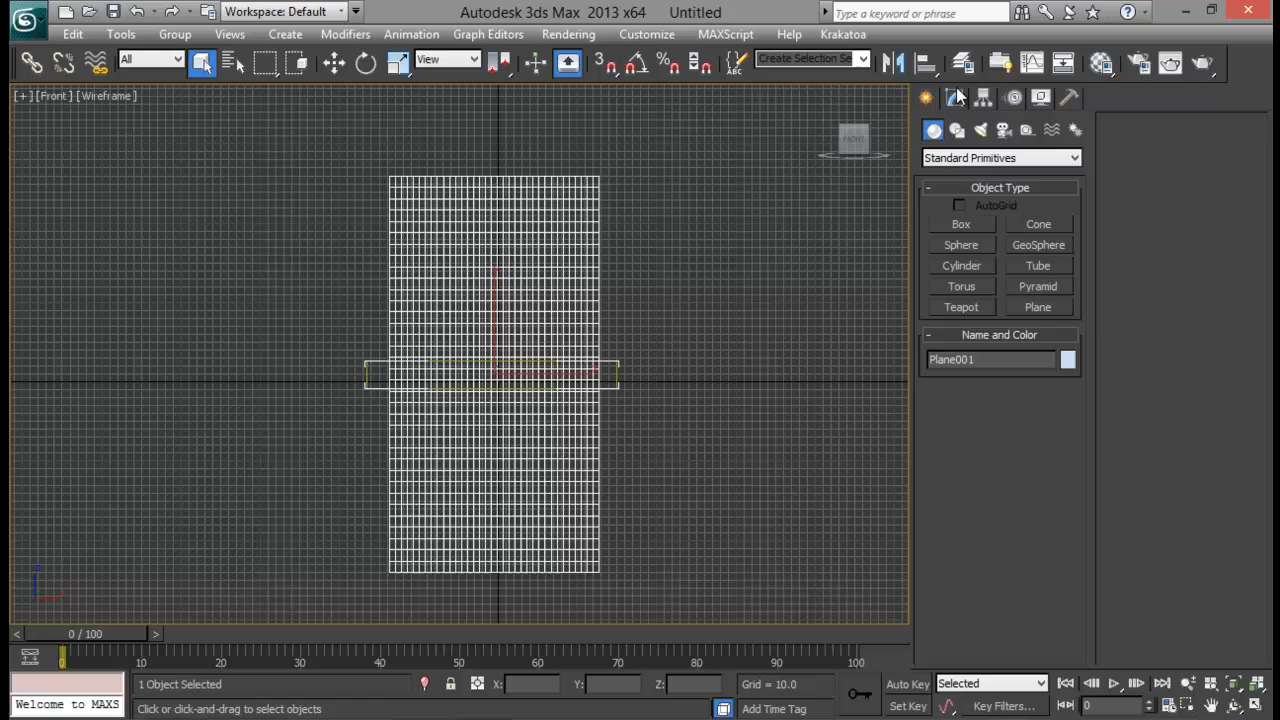 Workspace: Default
Autodesk 3ds Max 2013 x64
Untitled
Type a keyword or phrase
Edit Tools Group Views Create Modifiers Animation Graph Editors Rendering Customize MAXScript Help Krakatoa
All
View
3
%
ABC
Create Selection Se
[+] [Front ] [Wireframe ]
FRONT
Standard Primitives
- Object Type
AutoGrid
Box Cone
Sphere GeoSphere
Cylinder Tube
Torus Pyramid
Teapot Plane
- Name and Color
Plane001
z
x
< 0 / 100 >
0 10 20 30 40 50 60 70 80 90 100
1 Object Selected
X: Y: Z:
Grid = 10.0
Auto Key
Selected
Welcome to MAXS
Click or click-and-drag to select objects
Add Time Tag
Set Key
Key Filters...
0